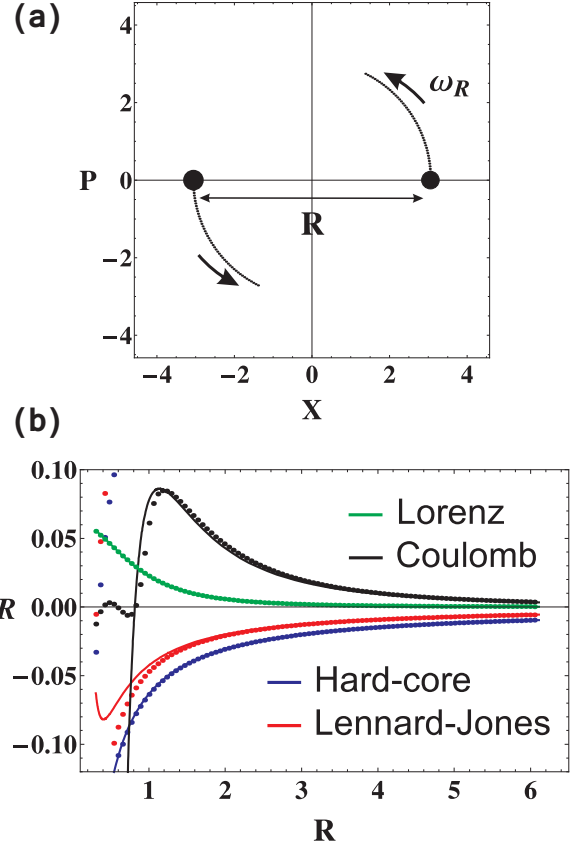 (a)
4
2
ω_R
P 0
R
−2
−4
−4 −2 0 2 4
X
(b)
0.10
Lorenz
0.05
Coulomb
R 0.00
−0.05
Hard-core
Lennard-Jones
−0.10
1 2 3 4 5 6
R